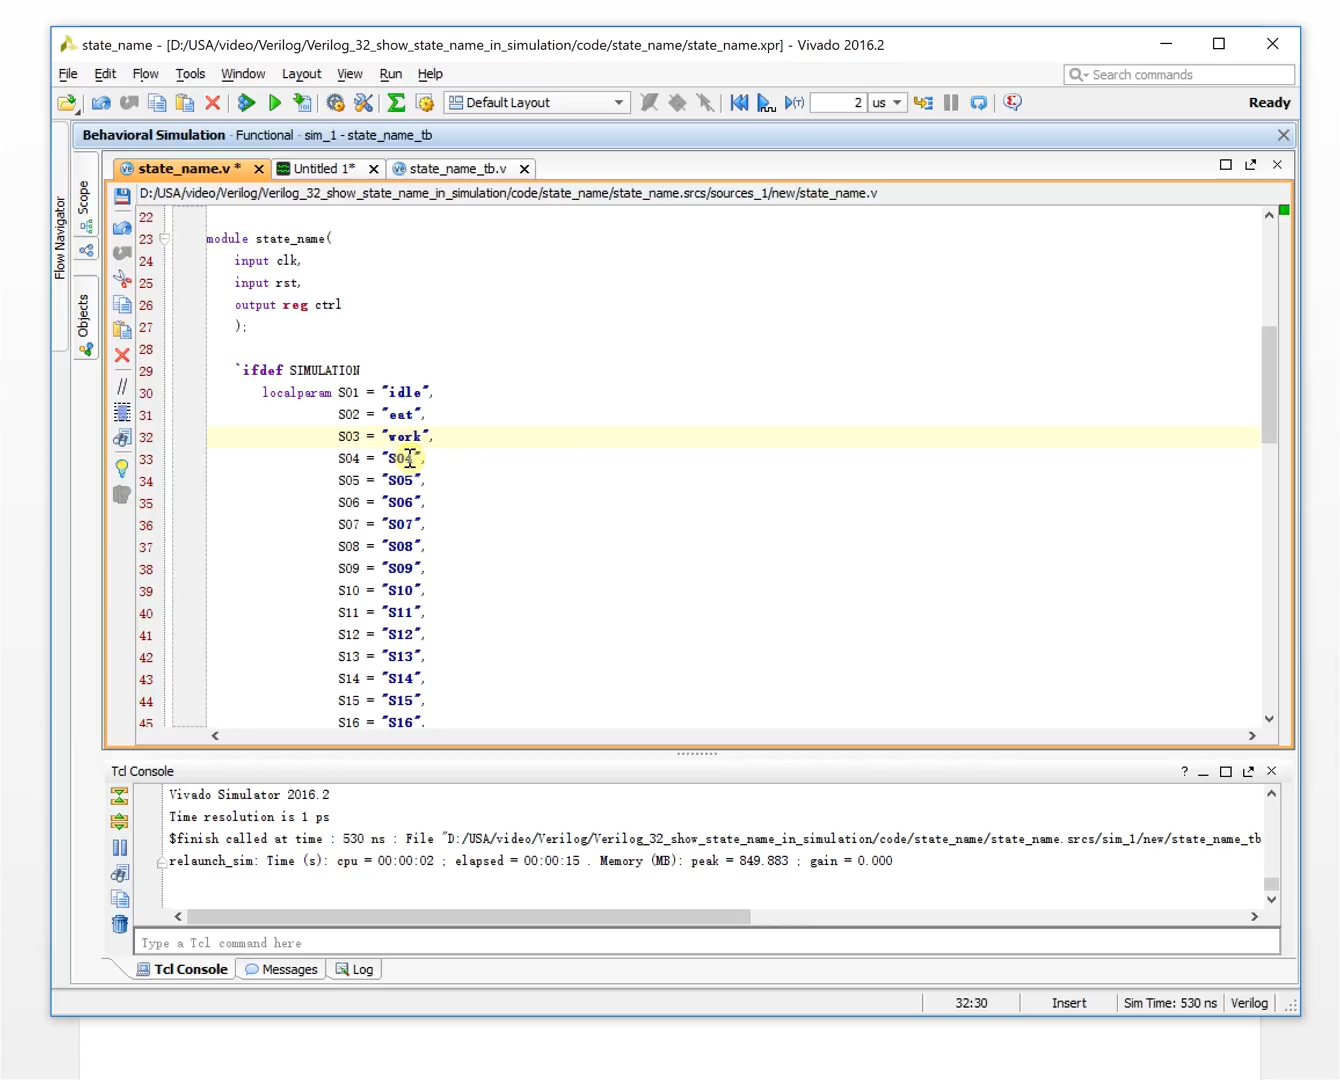 state_name - [D:/USA/video/Verilog/Verilog_32_show_state_name_in_simulation/code/state_name/state_name.xpr] - Vivado 2016.2
File Edit Flow Tools Window Layout View Run Help
Search commands
Default Layout
2 us
Ready
Behavioral Simulation - Functional - sim_1 - state_name_tb
state_name.v * Untitled 1* state_name_tb.v
D:/USA/video/Verilog/Verilog_32_show_state_name_in_simulation/code/state_name/state_name.srcs/sources_1/new/state_name.v
Flow Navigator
Scope
Objects
22
23 module state_name(
24 input clk,
25 input rst,
26 output reg ctrl
27 );
28
29 `ifdef SIMULATION
30 localparam S01 = "idle",
31 S02 = "eat",
32 S03 = "work",
33 S04 = "S04",
34 S05 = "S05",
35 S06 = "S06",
36 S07 = "S07",
37 S08 = "S08",
38 S09 = "S09",
39 S10 = "S10",
40 S11 = "S11",
41 S12 = "S12",
42 S13 = "S13",
43 S14 = "S14",
44 S15 = "S15",
45 S16 = "S16",
Tcl Console
Vivado Simulator 2016.2
Time resolution is 1 ps
$finish called at time : 530 ns : File "D:/USA/video/Verilog/Verilog_32_show_state_name_in_simulation/code/state_name/state_name.srcs/sim_1/new/state_name_tb
relaunch_sim: Time (s): cpu = 00:00:02 ; elapsed = 00:00:15 . Memory (MB): peak = 849.883 ; gain = 0.000
Type a Tcl command here
Tcl Console Messages Log
32:30 Insert Sim Time: 530 ns Verilog